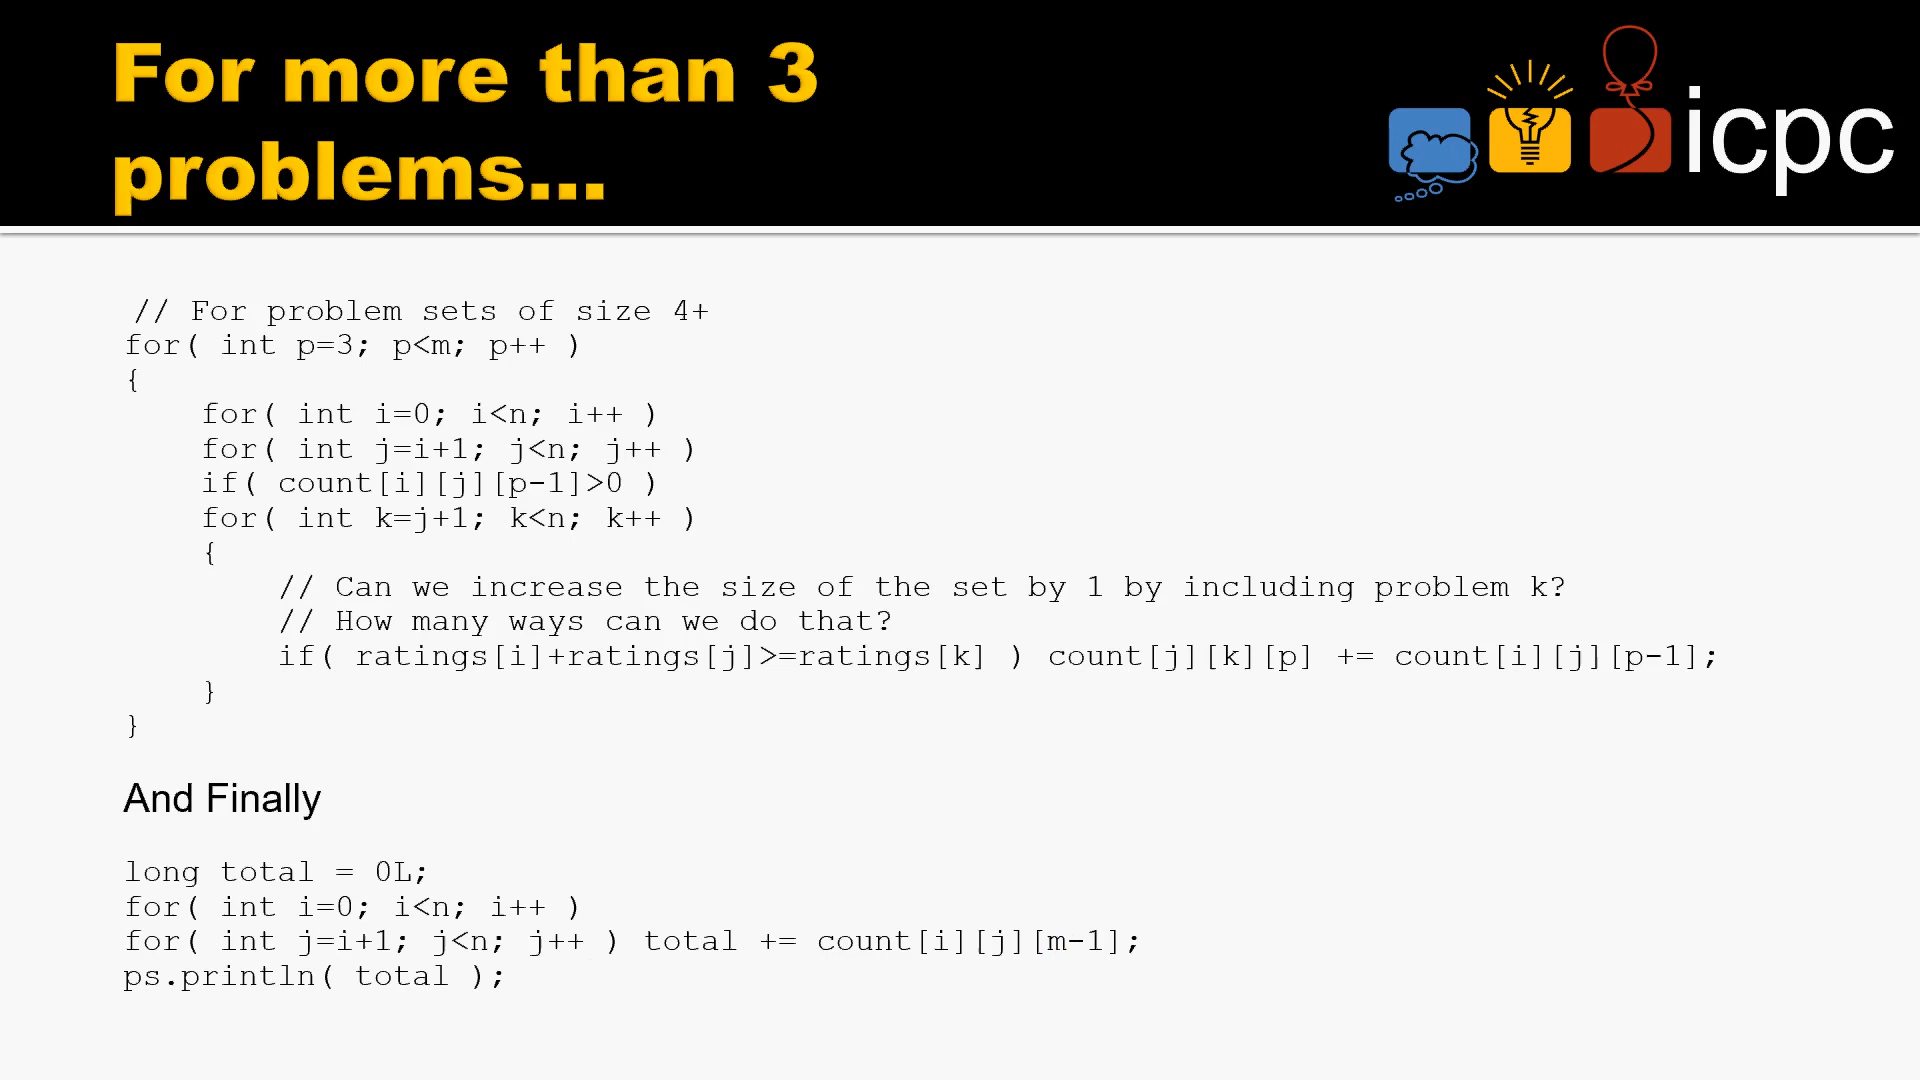 For more than 3
problems...
icpc
// For problem sets of size 4+
for( int p=3; p<m; p++ )
{
for( int i=0; i<n; i++ )
for( int j=i+1; j<n; j++ )
if( count[i][j][p-1]>0 )
for( int k=j+1; k<n; k++ )
{
// Can we increase the size of the set by 1 by including problem k?
// How many ways can we do that?
if( ratings[i]+ratings[j]>=ratings[k] ) count[j][k][p] += count[i][j][p-1];
}
}
And Finally
long total = 0L;
for( int i=0; i<n; i++ )
for( int j=i+1; j<n; j++ ) total += count[i][j][m-1];
ps.println( total );